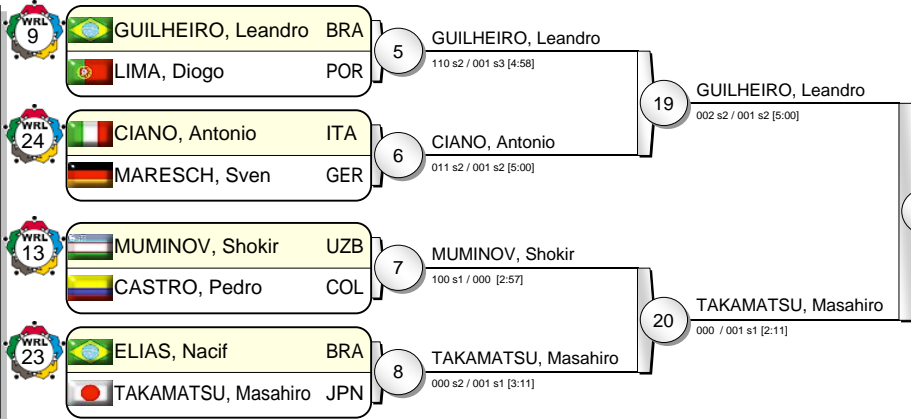 WRL
9
GUILHEIRO, Leandro BRA
LIMA, Diogo POR
5
GUILHEIRO, Leandro
110 s2 / 001 s3 [4:58]
WRL
24
CIANO, Antonio ITA
MARESCH, Sven GER
6
CIANO, Antonio
011 s2 / 001 s2 [5:00]
19
GUILHEIRO, Leandro
002 s2 / 001 s2 [5:00]
WRL
13
MUMINOV, Shokir UZB
CASTRO, Pedro COL
7
MUMINOV, Shokir
100 s1 / 000 [2:57]
WRL
23
ELIAS, Nacif BRA
TAKAMATSU, Masahiro JPN
8
TAKAMATSU, Masahiro
000 s2 / 001 s1 [3:11]
20
TAKAMATSU, Masahiro
000 / 001 s1 [2:11]